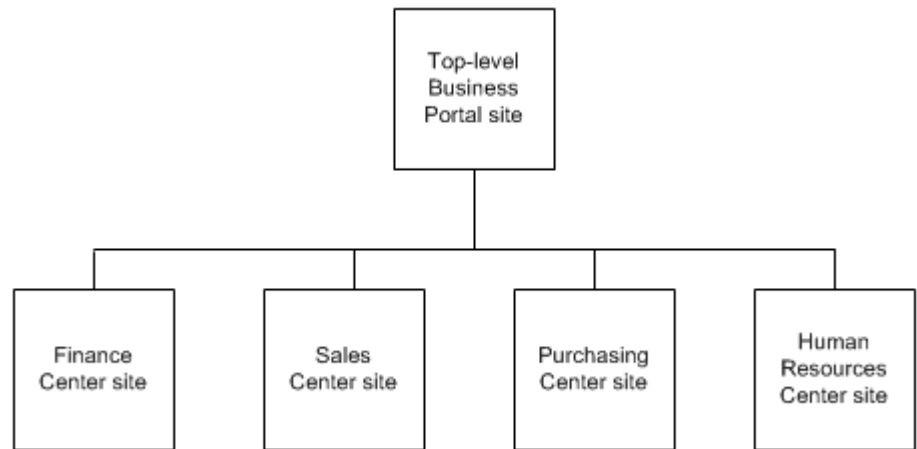 Top-level
Business
Portal site
Finance
Center site
Sales
Center site
Purchasing
Center site
Human
Resources
Center site